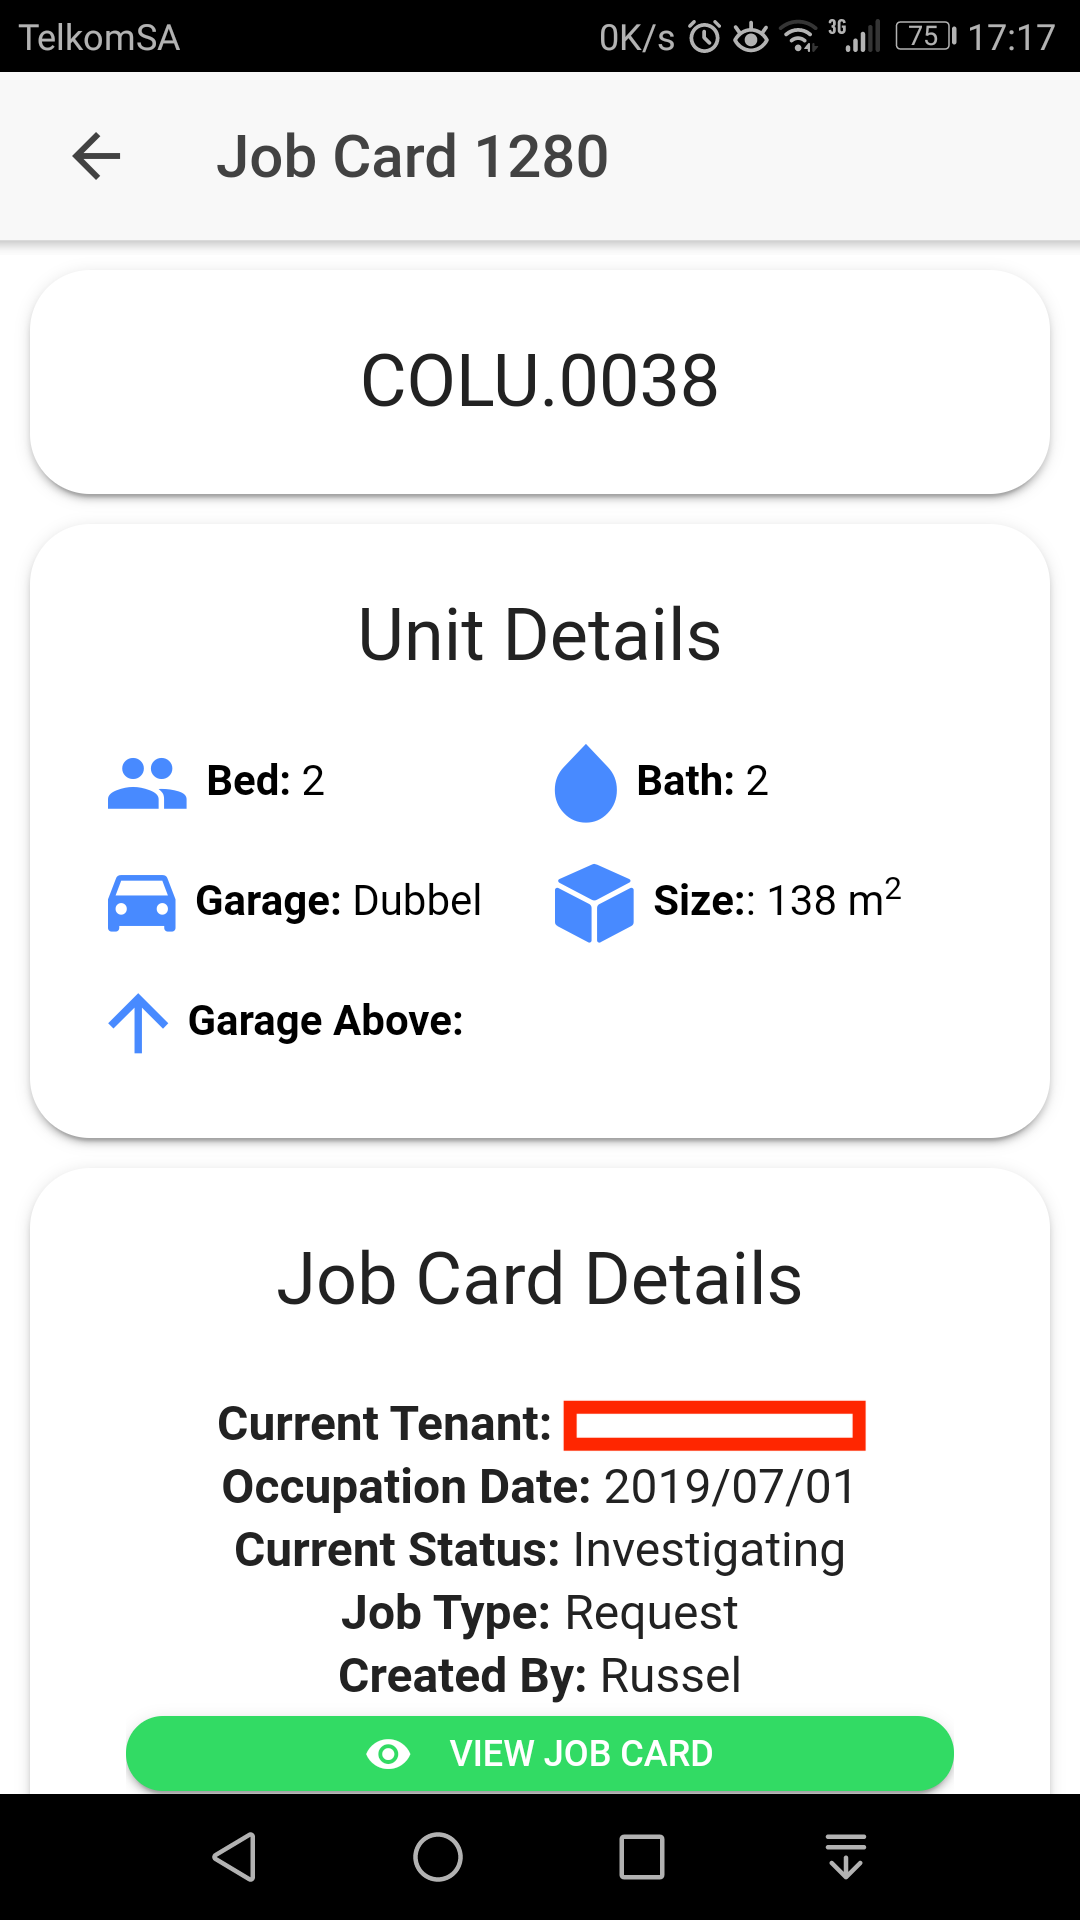 TelkomSA 0K/s 3G 75 17:17
Job Card 1280
COLU.0038
Unit Details
Bed: 2 Bath: 2
Garage: Dubbel Size:: 138 m²
Garage Above:
Job Card Details
Current Tenant:
Occupation Date: 2019/07/01
Current Status: Investigating
Job Type: Request
Created By: Russel
VIEW JOB CARD